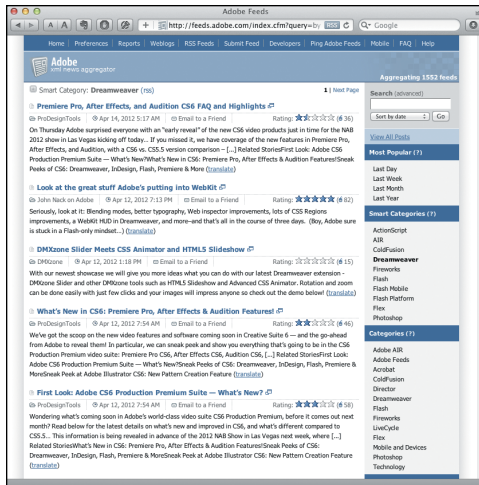 Adobe Feeds
A A
http://feeds.adobe.com/index.cfm?query=by RSS
Google
Home | Preferences | Reports | Weblogs | RSS Feeds | Submit Feed | Developers | Ping Adobe Feeds | Mobile | FAQ | Help
Adobe
xml news aggregator
Aggregating 1552 feeds
Smart Category: Dreamweaver (rss)
1 | Next Page
Premiere Pro, After Effects, and Audition CS6 FAQ and Highlights
ProDesignTools | Apr 14, 2012 5:17 AM | Email to a Friend Rating: (36)
On Thursday Adobe surprised everyone with an "early reveal" of the new CS6 video products just in time for the NAB
2012 show in Las Vegas kicking off today... If you missed it, we have coverage of the new features in Premiere Pro,
After Effects, and Audition, with a CS6 vs. CS5.5 version comparison – [...] Related StoriesFirst Look: Adobe CS6
Production Premium Suite — What's New?What's New in CS6: Premiere Pro, After Effects & Audition Features!Sneak
Peeks of CS6: Dreamweaver, InDesign, Flash, Premiere & More (translate)
Look at the great stuff Adobe's putting into WebKit
John Nack on Adobe | Apr 12, 2012 7:13 PM | Email to a Friend Rating: (82)
Seriously, look at it: Blending modes, better typography, Web inspector improvements, lots of CSS Regions
improvements, a WebKit HUD in Dreamweaver, and more–and that's all in the course of three days. (Boy, Adobe sure
is stuck in a Flash-only mindset...) (translate)
DMXzone Slider Meets CSS Animator and HTML5 Slideshow
DMXzone | Apr 12, 2012 1:18 PM | Email to a Friend Rating: (15)
With our newest showcase we will give you more ideas what you can do with our latest Dreamweaver extension -
DMXzone Slider and Other DMXzone tools such as HTML5 Slideshow and Advanced CSS Animator. Rotation and zoom
can be done easily with just few clicks and your images will impress anyone so check out the demo below! (translate)
What's New in CS6: Premiere Pro, After Effects & Audition Features!
ProDesignTools | Apr 12, 2012 7:54 AM | Email to a Friend Rating: (46)
We've got the scoop on the new video features and software coming soon in Creative Suite 6 — and the go-ahead
from Adobe to reveal them! In particular, we can sneak peek and show you everything that's going to be in the CS6
Production Premium video suite: Premiere Pro CS6, After Effects CS6, Audition CS6, [...] Related StoriesFirst Look:
Adobe CS6 Production Premium Suite — What's New?Sneak Peeks of CS6: Dreamweaver, InDesign, Flash, Premiere &
MoreSneak Peek at Adobe Illustrator CS6: New Pattern Creation Feature (translate)
First Look: Adobe CS6 Production Premium Suite — What's New?
ProDesignTools | Apr 12, 2012 7:54 AM | Email to a Friend Rating: (58)
Wondering what's coming soon in Adobe's world-class video suite CS6 Production Premium, before it comes out next
month? Read below for the latest details on what's new and improved in CS6, and what's different compared to
CS5.5... This information is being revealed in advance of the 2012 NAB Show in Las Vegas next week, where [...]
Related StoriesWhat's New in CS6: Premiere Pro, After Effects & Audition Features!Sneak Peeks of CS6:
Dreamweaver, InDesign, Flash, Premiere & MoreSneak Peek at Adobe Illustrator CS6: New Pattern Creation Feature
(translate)
Search (advanced)
Sort by date Go
View All Posts
Most Popular (?)
Last Day
Last Week
Last Month
Last Year
Smart Categories (?)
ActionScript
AIR
ColdFusion
Dreamweaver
Fireworks
Flash
Flash Mobile
Flash Platform
Flex
Photoshop
Categories (?)
Adobe AIR
Adobe Feeds
Acrobat
ColdFusion
Director
Dreamweaver
Flash
Fireworks
LiveCycle
Flex
Mobile and Devices
Photoshop
Technology